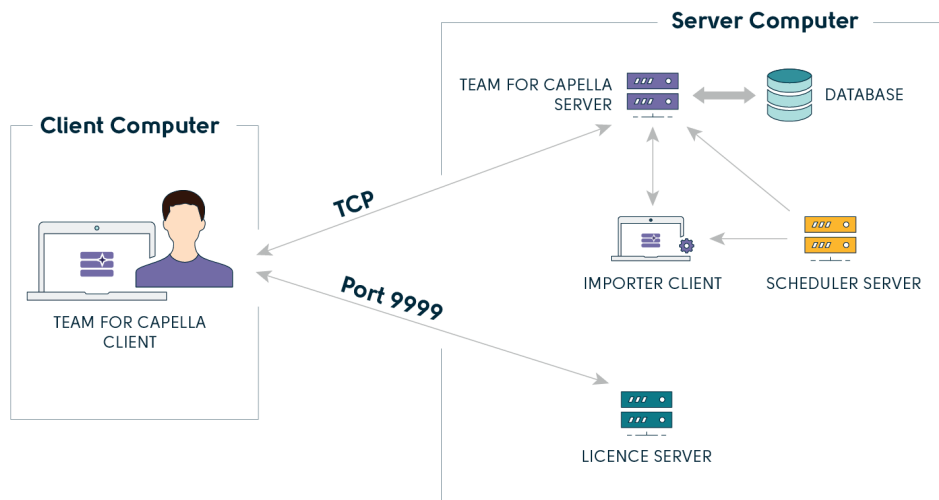 Server Computer
TEAM FOR CAPELLA
SERVER
DATABASE
Client Computer
TCP
IMPORTER CLIENT
SCHEDULER SERVER
Port 9999
TEAM FOR CAPELLA
CLIENT
LICENCE SERVER